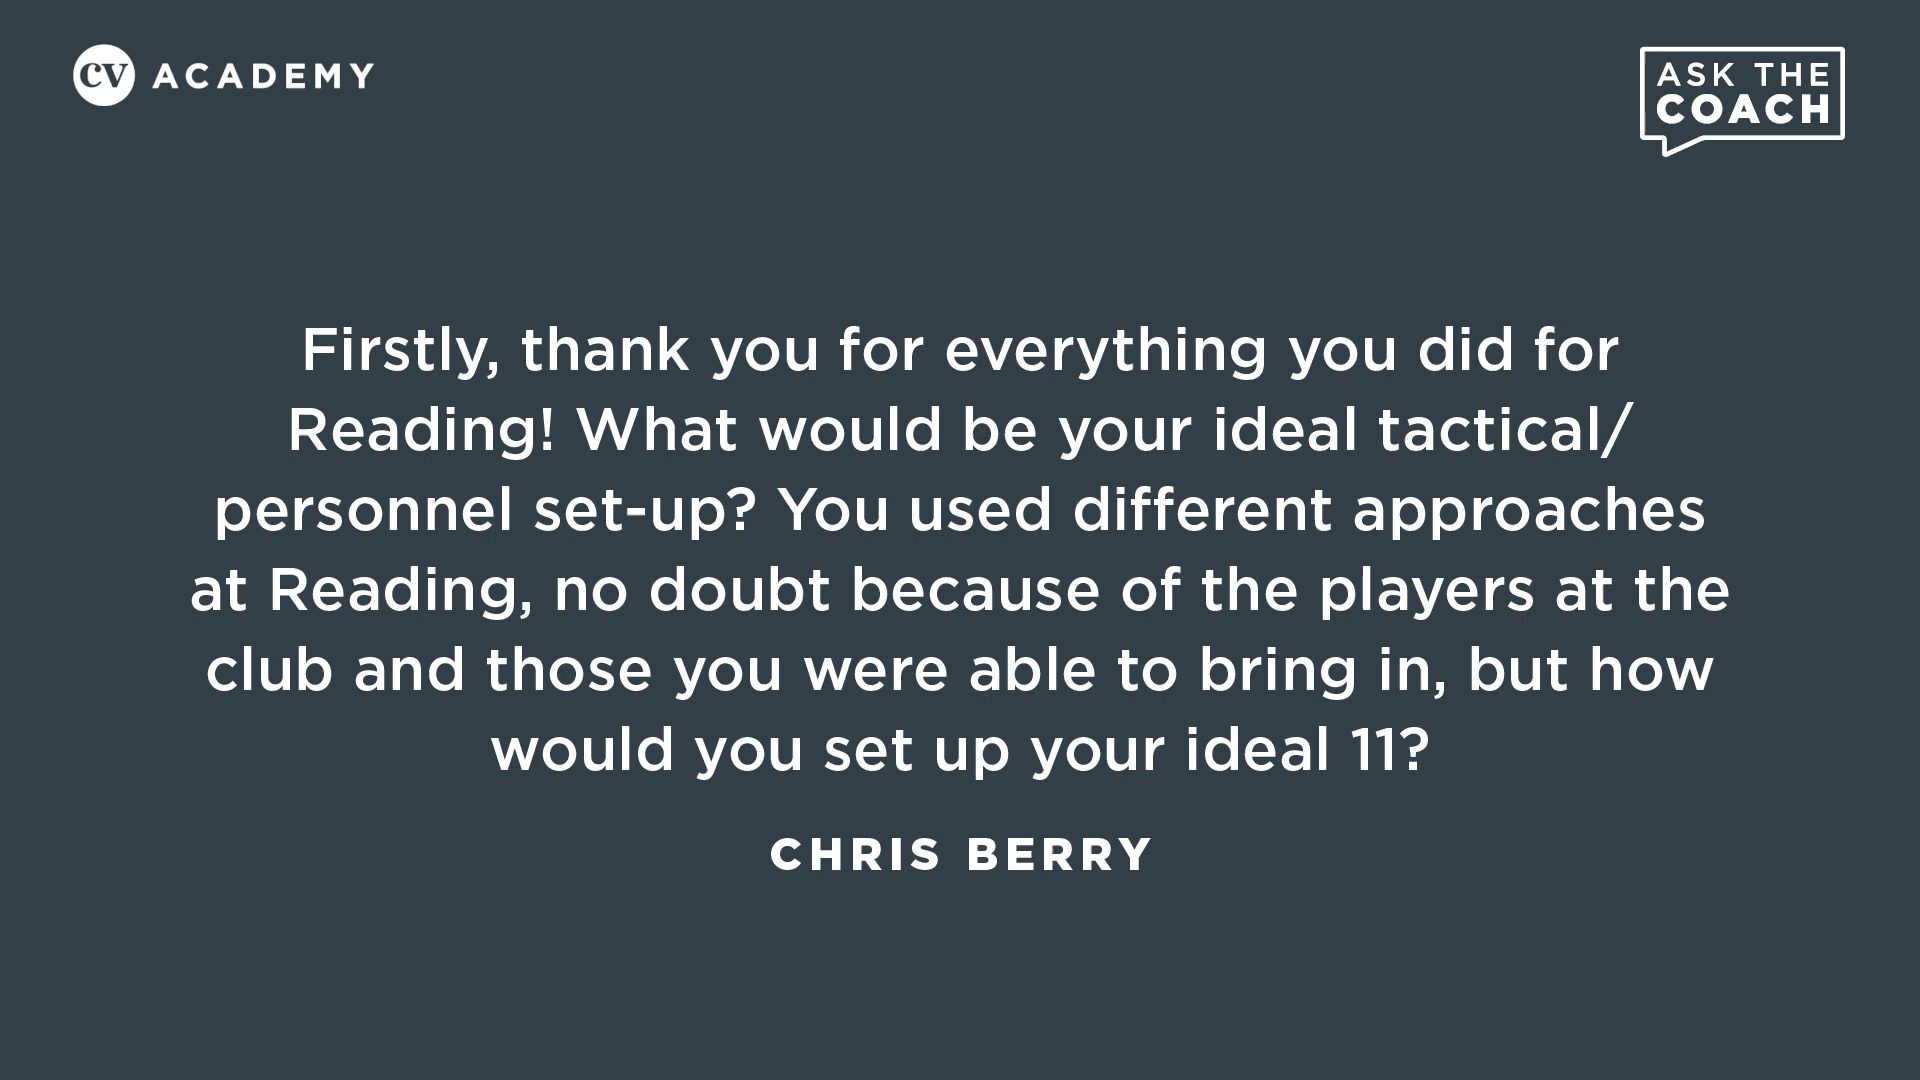 CV ACADEMY
ASK THE
COACH
Firstly, thank you for everything you did for
Reading! What would be your ideal tactical/
personnel set-up? You used different approaches
at Reading, no doubt because of the players at the
club and those you were able to bring in, but how
would you set up your ideal 11?
CHRIS BERRY